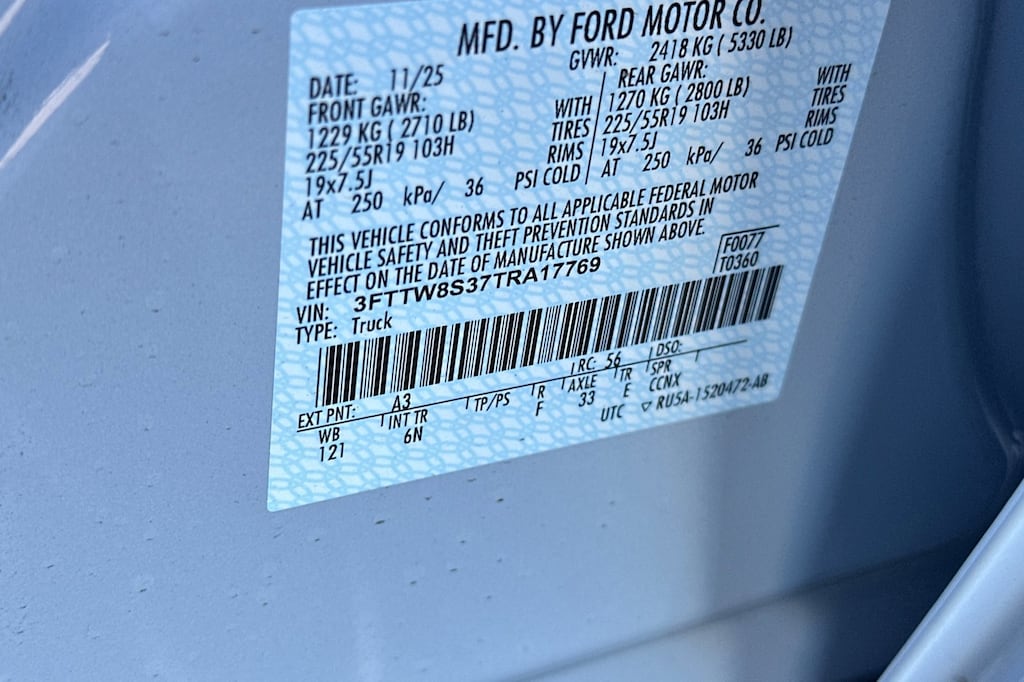 MFD. BY FORD MOTOR CO.
DATE: 11/25 GVWR: 2418 KG ( 5330 LB)
FRONT GAWR: REAR GAWR:
1229 KG ( 2710 LB) WITH 1270 KG ( 2800 LB) WITH
225/55R19 103H TIRES 225/55R19 103H TIRES
19x7.5J RIMS 19x7.5J RIMS
AT 250 kPa/ 36 PSI COLD AT 250 kPa/ 36 PSI COLD
THIS VEHICLE CONFORMS TO ALL APPLICABLE FEDERAL MOTOR
VEHICLE SAFETY AND THEFT PREVENTION STANDARDS IN
EFFECT ON THE DATE OF MANUFACTURE SHOWN ABOVE.
VIN: 3FTTW8S37TRA17769 F0077
TYPE: Truck T0360
EXT PNT: A3 RC: 56 DSO:
WB INT TR TP/PS R AXLE TR SPR
121 6N F 33 E CCNX
UTC ▽ RU5A-1520472-AB